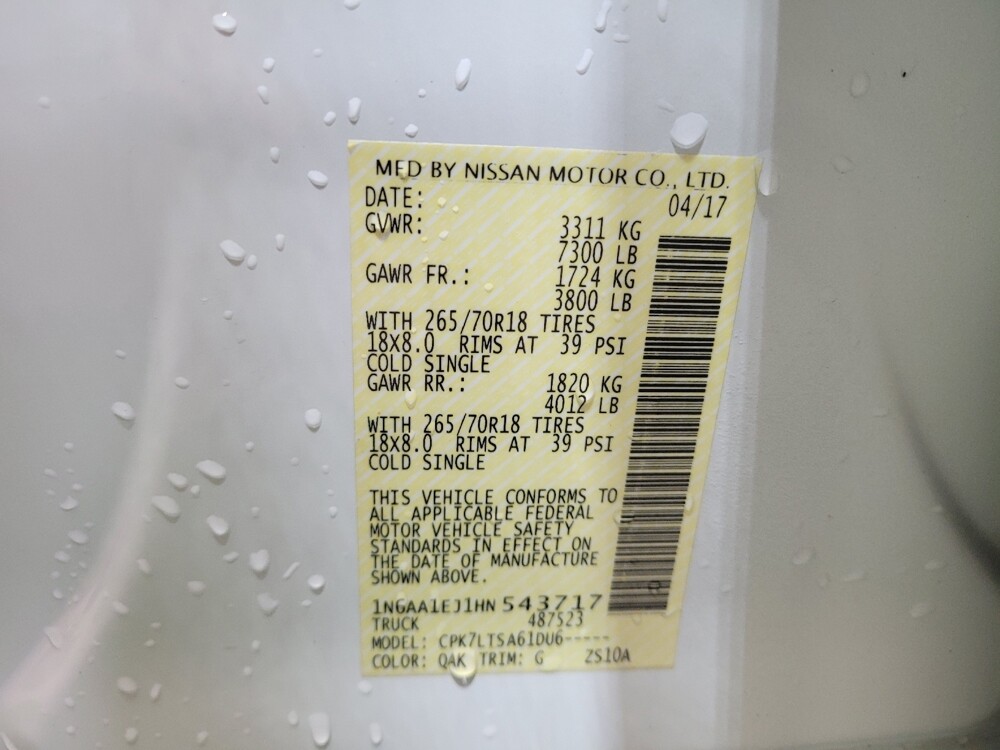 MFD BY NISSAN MOTOR CO., LTD.
DATE: 04/17
GVWR: 3311 KG
7300 LB
GAWR FR.: 1724 KG
3800 LB
WITH 265/70R18 TIRES
18X8.0 RIMS AT 39 PSI
COLD SINGLE
GAWR RR.: 1820 KG
4012 LB
WITH 265/70R18 TIRES
18X8.0 RIMS AT 39 PSI
COLD SINGLE
THIS VEHICLE CONFORMS TO
ALL APPLICABLE FEDERAL
MOTOR VEHICLE SAFETY
STANDARDS IN EFFECT ON
THE DATE OF MANUFACTURE
SHOWN ABOVE.
1N6AA1EJ1HN543717
TRUCK 487523
MODEL: CPK7LTSA61DU6-----
COLOR: QAK TRIM: G ZS10A